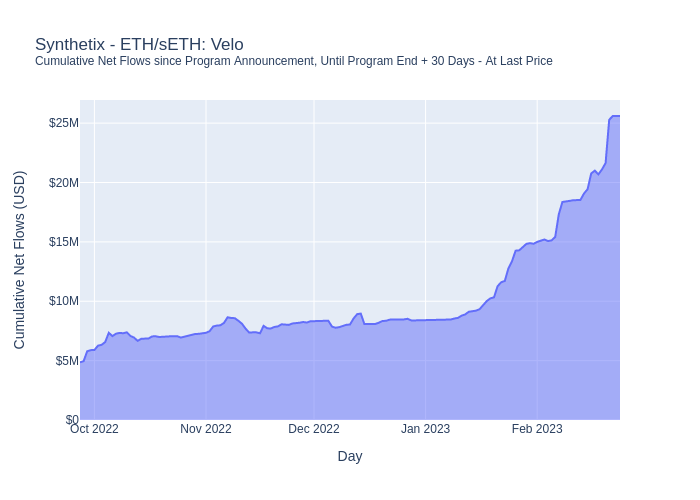 Synthetix - ETH/sETH: Velo
Cumulative Net Flows since Program Announcement, Until Program End + 30 Days - At Last Price
Cumulative Net Flows (USD)
$25M
$20M
$15M
$10M
$5M
$0
Oct 2022
Nov 2022
Dec 2022
Jan 2023
Feb 2023
Day